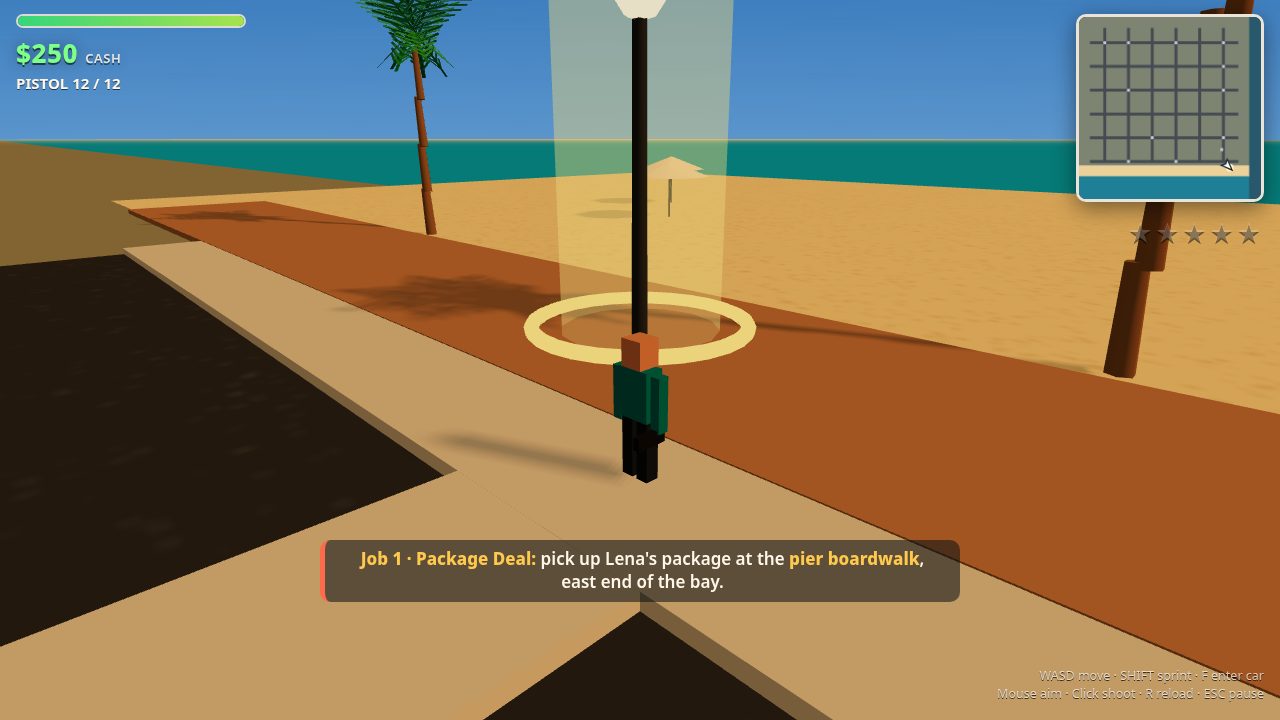 $250 CASH
PISTOL 12 / 12
Job 1 · Package Deal: pick up Lena's package at the pier boardwalk,
east end of the bay.
WASD move · SHIFT sprint · F enter car
Mouse aim · Click shoot · R reload · ESC pause